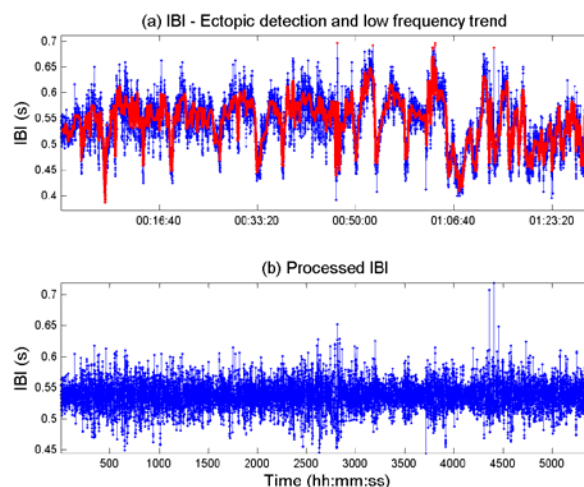 (a) IBI - Ectopic detection and low frequency trend
0.7
0.65
0.6
0.55
0.5
0.45
0.4
IBI (s)
00:16:40 00:33:20 00:50:00 01:06:40 01:23:20
(b) Processed IBI
0.7
0.65
0.6
0.55
0.5
0.45
IBI (s)
500 1000 1500 2000 2500 3000 3500 4000 4500 5000
Time (hh:mm:ss)